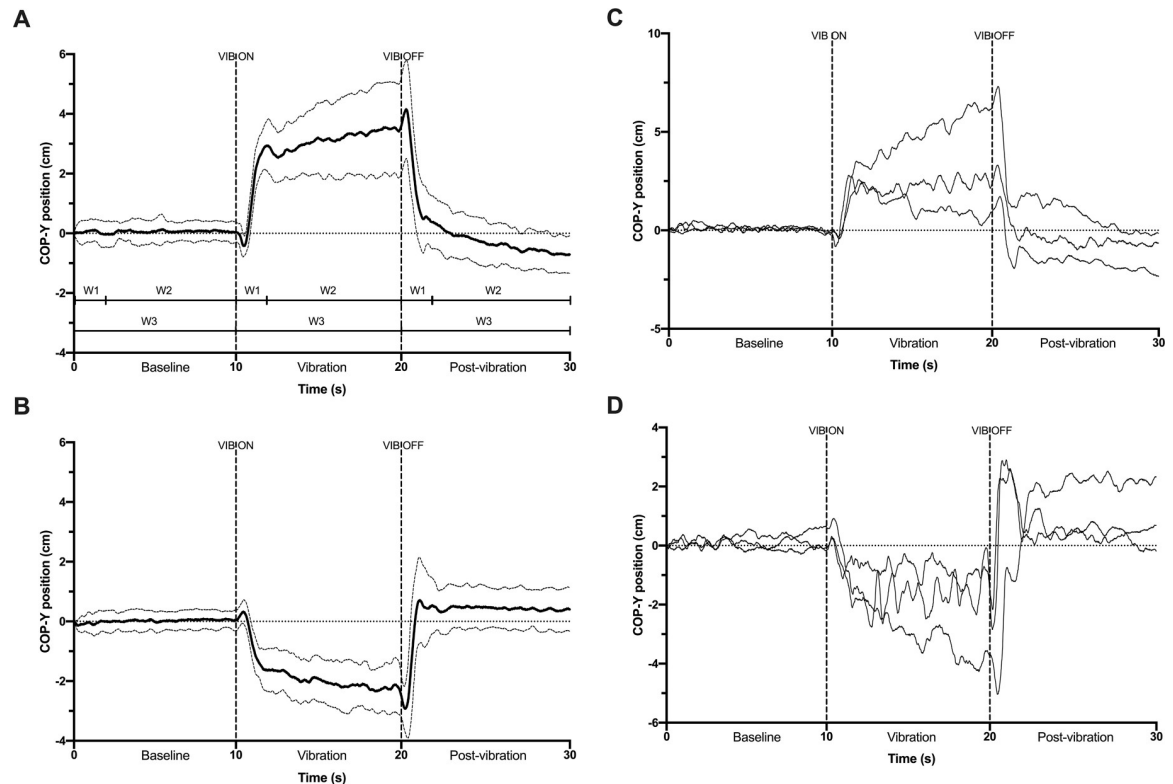 A
6
4
2
0
-2
-4
COP-Y position (cm)
VIB ON
VIB OFF
W1
W2
W1
W2
W1
W2
W3
W3
W3
0
10
20
30
Baseline
Vibration
Post-vibration
Time (s)
B
6
4
2
0
-2
-4
COP-Y position (cm)
VIB ON
VIB OFF
0
10
20
30
Baseline
Vibration
Post-vibration
Time (s)
C
10
5
0
-5
COP-Y position (cm)
VIB ON
VIB OFF
0
10
20
30
Baseline
Vibration
Post-vibration
Time (s)
D
4
2
0
-2
-4
-6
COP-Y position (cm)
VIB ON
VIB OFF
0
10
20
30
Baseline
Vibration
Post-vibration
Time (s)